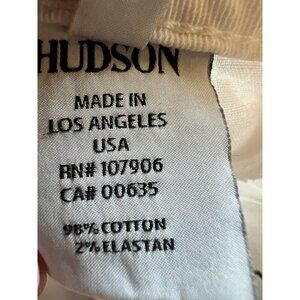 HUDSON
MADE IN
LOS ANGELES
USA
RN# 107906
CA# 00635
98% COTTON
2% ELASTAN